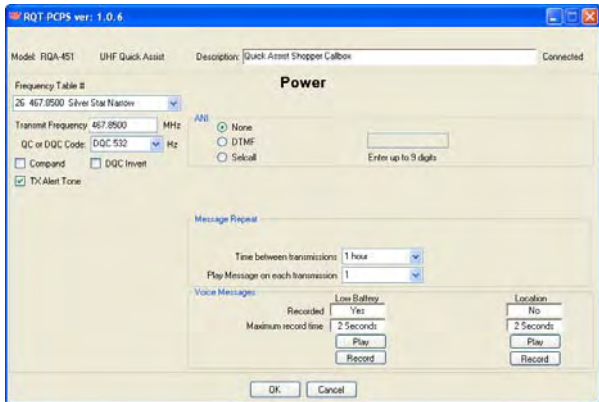 RQT-PCPS ver: 1.0.6
Model: RQA-451 UHF Quick Assist Description: Quick Assist Shopper Callbox Connected
Frequency Table #
Power
26 467.8500 Silver Star Narrow
Transmit Frequency 467.8500 MHz
QC or DQC Code: DQC 532 Hz
Compand DQC Invert
TX Alert Tone
ANI
None
DTMF
Selcall Enter up to 9 digits
Message Repeat
Time between transmissions 1 hour
Play Message on each transmission 1
Voice Messages
Low Battery Location
Recorded Yes No
Maximum record time 2 Seconds 2 Seconds
Play Play
Record Record
OK Cancel